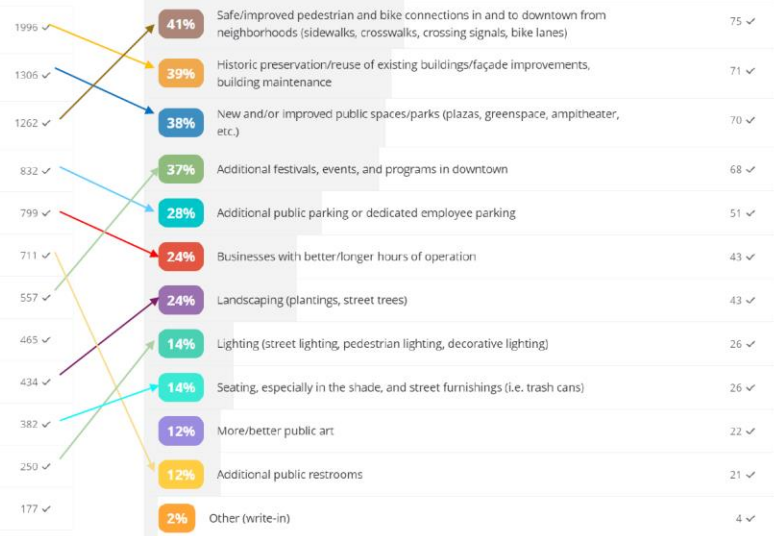 1996 ✓
41%
Safe/improved pedestrian and bike connections in and to downtown from
neighborhoods (sidewalks, crosswalks, crossing signals, bike lanes)
75 ✓
1306 ✓
39%
Historic preservation/reuse of existing buildings/façade improvements,
building maintenance
71 ✓
1262 ✓
38%
New and/or improved public spaces/parks (plazas, greenspace, ampitheater,
etc.)
70 ✓
832 ✓
37%
Additional festivals, events, and programs in downtown
68 ✓
799 ✓
28%
Additional public parking or dedicated employee parking
51 ✓
711 ✓
24%
Businesses with better/longer hours of operation
43 ✓
557 ✓
24%
Landscaping (plantings, street trees)
43 ✓
465 ✓
14%
Lighting (street lighting, pedestrian lighting, decorative lighting)
26 ✓
434 ✓
14%
Seating, especially in the shade, and street furnishings (i.e. trash cans)
26 ✓
382 ✓
12%
More/better public art
22 ✓
250 ✓
12%
Additional public restrooms
21 ✓
177 ✓
2%
Other (write-in)
4 ✓